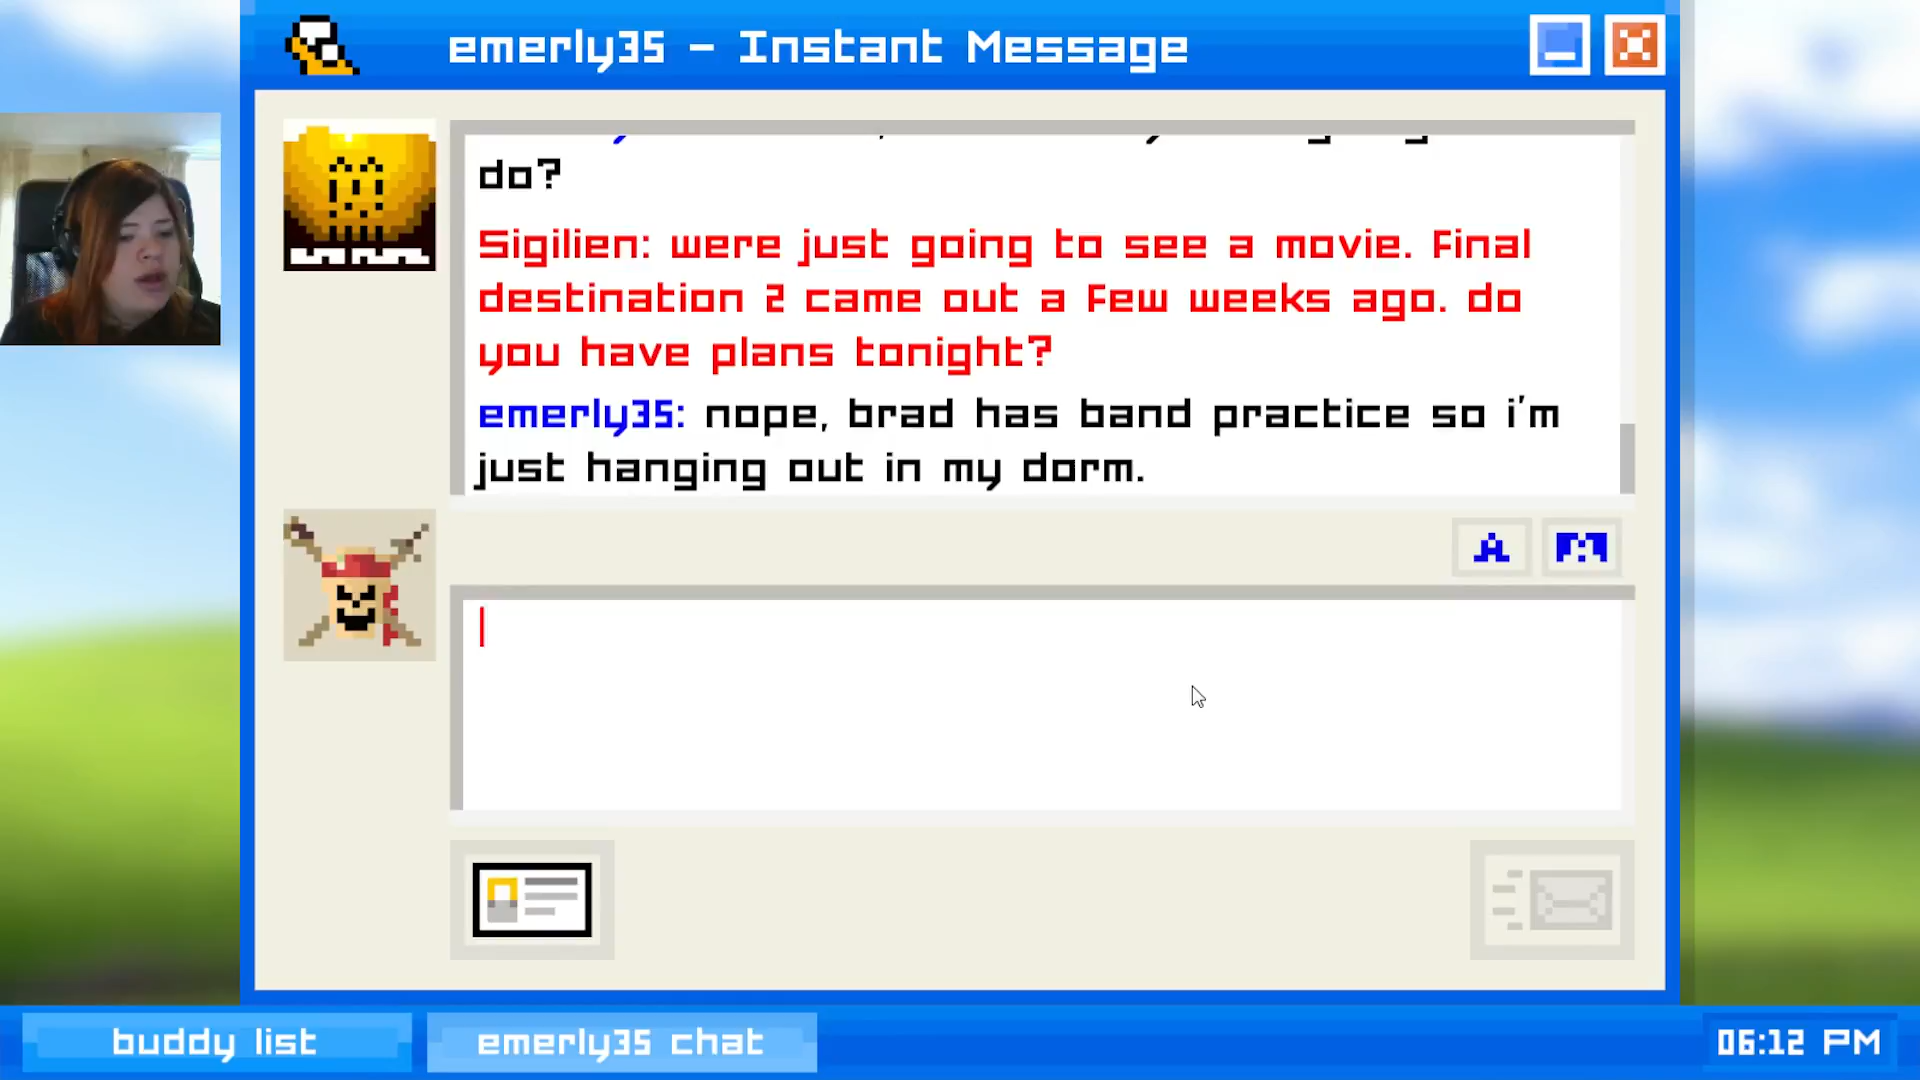 emerly35 - Instant Message
do?
Sigilien: were just going to see a movie. Final
destination 2 came out a few weeks ago. do
you have plans tonight?
emerly35: nope, brad has band practice so i'm
just hanging out in my dorm.
A
buddy list
emerly35 chat
06:12 PM